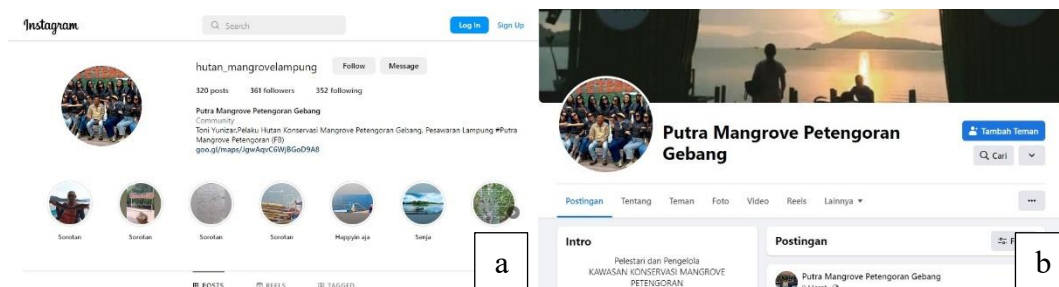 Instagram
Search
Log In Sign Up
hutan_mangrovelampung Follow Message
320 posts 361 followers 352 following
Putra Mangrove Petengoran Gebang
Community
Toni Yunizar.Pelaku Hutan Konservasi Mangrove Petengoran Gebang, Pesawaran Lampung #Putra
Mangrove Petengoran (FB)
goo.gl/maps/JgwAqvC6WjBGoD9A8
Sorotan Sorotan Sorotan Sorotan Happyin aja Senja
POSTS REELS TAGGED
a
Putra Mangrove Petengoran
Gebang
Tambah Teman
Cari
Postingan Tentang Teman Foto Video Reels Lainnya
Intro
Pelestari dan Pengelola
KAWASAN KONSERVASI MANGROVE
PETENGORAN
Postingan
Putra Mangrove Petengoran Gebang
b